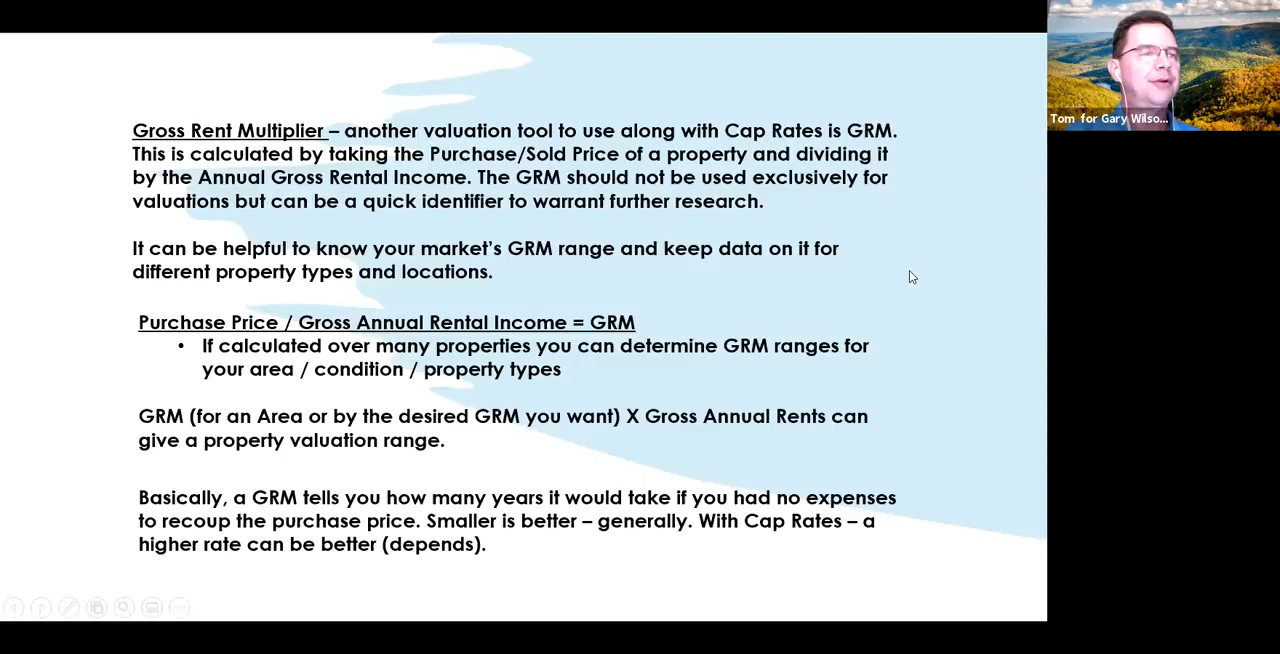 Gross Rent Multiplier – another valuation tool to use along with Cap Rates is GRM.
This is calculated by taking the Purchase/Sold Price of a property and dividing it
by the Annual Gross Rental Income. The GRM should not be used exclusively for
valuations but can be a quick identifier to warrant further research.
It can be helpful to know your market's GRM range and keep data on it for
different property types and locations.
Purchase Price / Gross Annual Rental Income = GRM
• If calculated over many properties you can determine GRM ranges for
your area / condition / property types
GRM (for an Area or by the desired GRM you want) X Gross Annual Rents can
give a property valuation range.
Basically, a GRM tells you how many years it would take if you had no expenses
to recoup the purchase price. Smaller is better – generally. With Cap Rates – a
higher rate can be better (depends).
Tom for Gary Wilso...